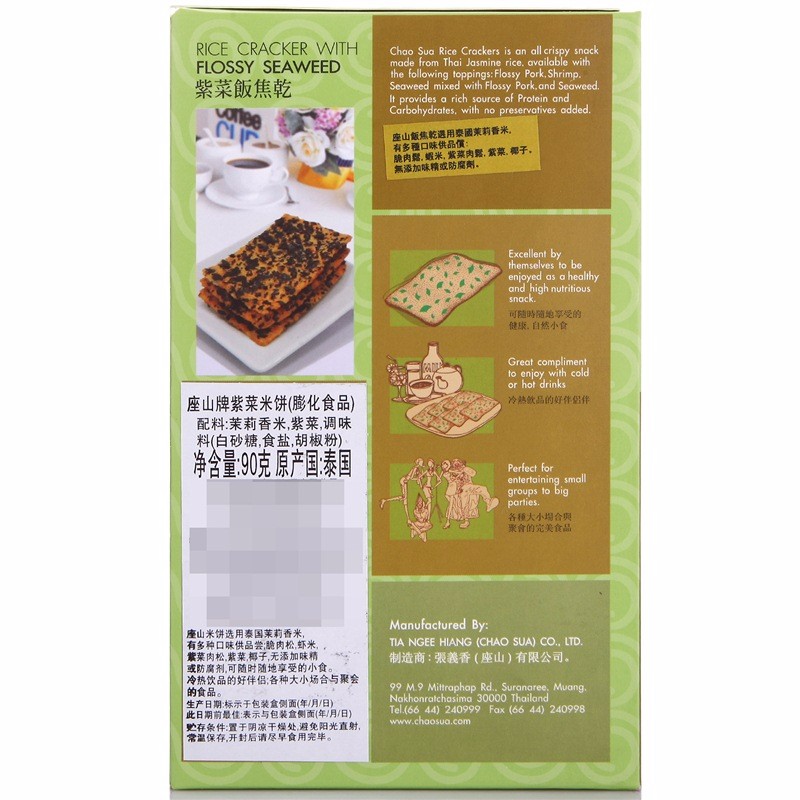 RICE CRACKER WITH
FLOSSY SEAWEED
紫菜飯焦乾
Coffee
CUP
Chao Sua Rice Crackers is an all crispy snack
made from Thai Jasmine rice, available with
the following toppings: Flossy Pork, Shrimp,
Seaweed mixed with Flossy Pork, and Seaweed.
It provides a rich source of Protein and
Carbohydrates, with no preservatives added.
座山飯焦乾選用泰國茉莉香米,
有多種口味供品償:
脆肉鬆, 蝦米, 紫菜肉鬆, 紫菜, 椰子。
無添加味精或防腐劑。
Excellent by
themselves to be
enjoyed as a healthy
and high nutritious
snack.
可隨時隨地享受的
健康, 自然小食
Great compliment
to enjoy with cold
or hot drinks
冷熱飲品的好伴侶伴
Perfect for
entertaining small
groups to big
parties.
各種大小場合與
聚會的完美食品
座山牌紫菜米饼(膨化食品)
配料:茉莉香米,紫菜,调味
料(白砂糖,食盐,胡椒粉)
净含量:90克 原产国:泰国
座山米饼选用泰国茉莉香米,
有多种口味供品尝;脆肉松,虾米,
紫菜肉松,紫菜,椰子,无添加味精
或防腐剂,可随时随地享受的小食。
冷热饮品的好伴侣;各种大小场合与聚会
的食品。
生产日期:标示于包装盒侧面(年/月/日)
此日期前最佳:表示与包装盒侧面(年/月/日)
贮存条件:置于阴凉干燥处,避免阳光直射,
常温保存,开封后请尽早食用完毕。
Manufactured By:
TIA NGEE HIANG (CHAO SUA) CO., LTD.
制造商：張義香 (座山) 有限公司。
99 M.9 Mittraphap Rd., Suranaree, Muang,
Nakhonratchasima 30000 Thailand
Tel.(66 44) 240999 Fax (66 44) 240998
www.chaosua.com